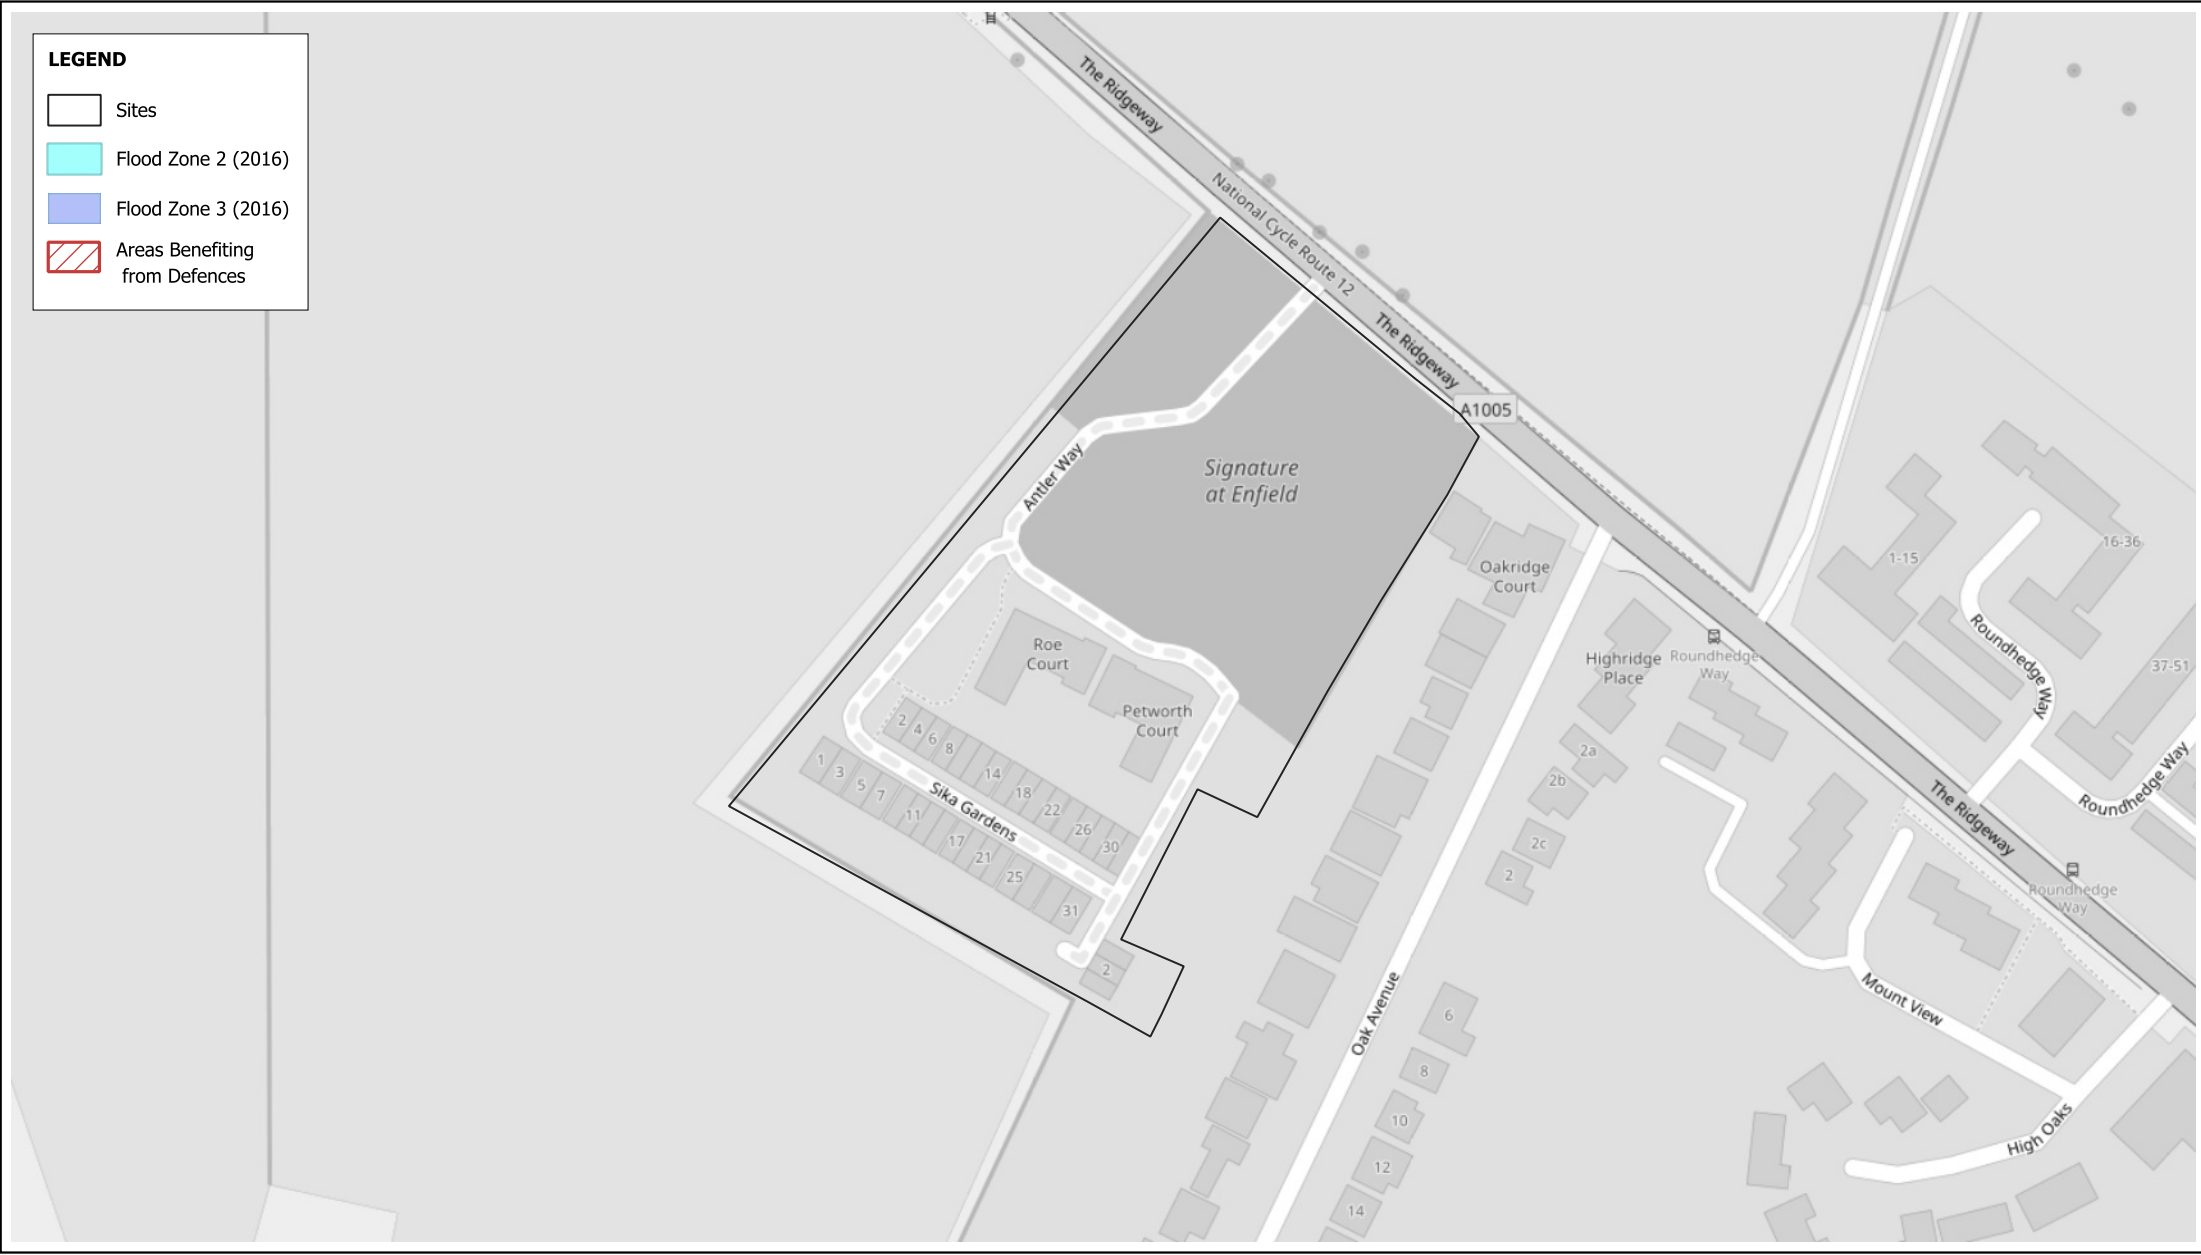 LEGEND
Sites
Flood Zone 2 (2016)
Flood Zone 3 (2016)
Areas Benefiting
from Defences
The Ridgeway
National Cycle Route 12
The Ridgeway
A1005
Signature
at Enfield
Antler Way
Oakridge
Court
Roe
Court
Petworth
Court
Highridge
Place
Roundhedge
Way
1-15
16-36
37-51
Roundhedge Way
Roundhedge Way
The Ridgeway
Roundhedge
Way
2
4
6
8
14
18
22
26
30
Sika Gardens
1
3
5
7
11
17
21
25
31
2
2a
2b
2c
2
Oak Avenue
6
8
10
12
14
Mount View
High Oaks